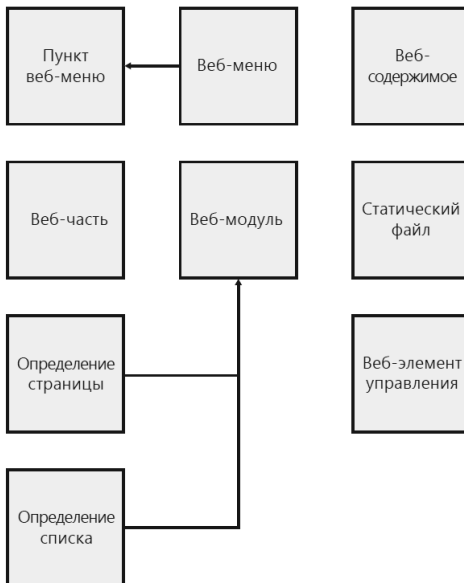 Пункт
веб-меню
Веб-меню
Веб-
содержимое
Веб-часть
Веб-модуль
Статический
файл
Определение
страницы
Веб-элемент
управления
Определение
списка